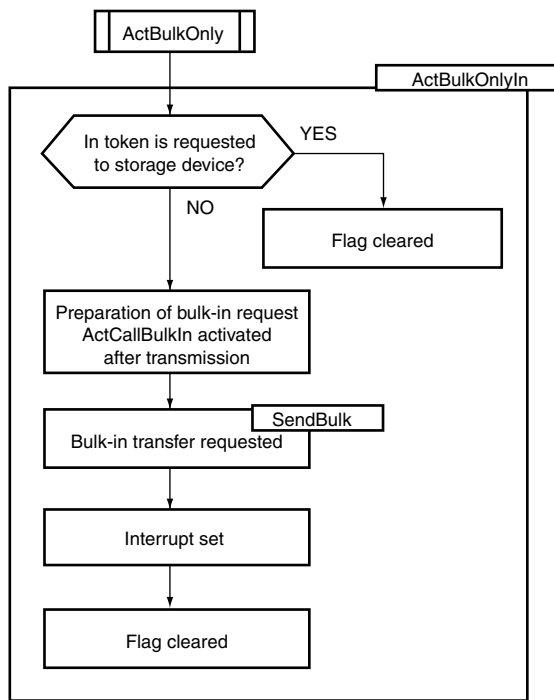 ActBulkOnly
ActBulkOnlyIn
In token is requested
to storage device?
YES
NO
Flag cleared
Preparation of bulk-in request
ActCallBulkIn activated
after transmission
SendBulk
Bulk-in transfer requested
Interrupt set
Flag cleared